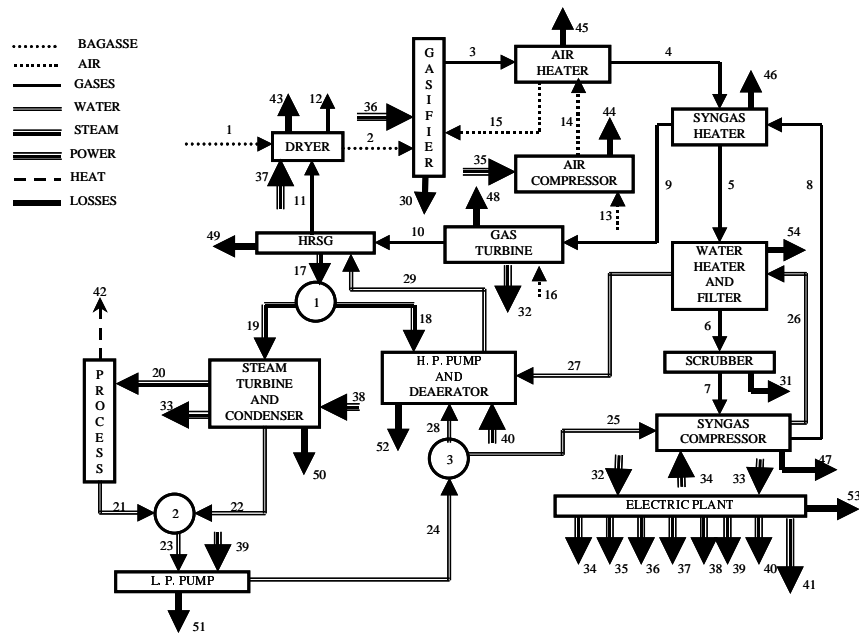 BAGASSE
AIR
GASES
WATER
STEAM
POWER
HEAT
LOSSES
45
G
A
S
I
F
I
E
R
3
AIR
HEATER
4
46
43
12
36
44
SYNGAS
HEATER
1
DRYER
2
15
14
37
11
35
AIR
COMPRESSOR
9
5
8
30
48
13
49
HRSG
10
GAS
TURBINE
WATER
HEATER
AND
FILTER
54
17
29
16
32
42
1
26
19
18
6
P
R
O
C
E
S
S
20
STEAM
TURBINE
AND
CONDENSER
H. P. PUMP
AND
DEAERATOR
27
SCRUBBER
33
38
7
31
28
40
25
SYNGAS
COMPRESSOR
50
52
3
47
32
34
33
21
2
22
24
ELECTRIC PLANT
53
23
39
34
35
36
37
38
39
40
41
L. P. PUMP
51